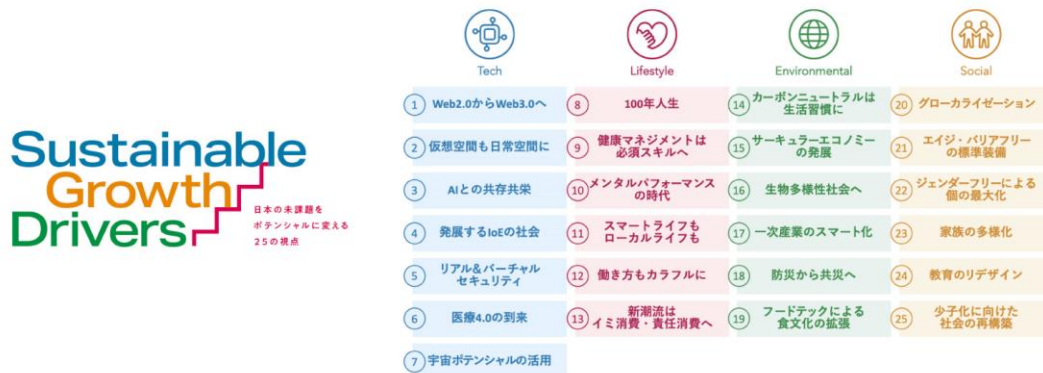 Sustainable
Growth
Drivers
日本の未課題を
ポテンシャルに変える
25の視点
Tech
1 Web2.0からWeb3.0へ
2 仮想空間も日常空間に
3 AIとの共存共栄
4 発展するIoEの社会
5 リアル&バーチャル
セキュリティ
6 医療4.0の到来
7 宇宙ポテンシャルの活用
Lifestyle
8 100年人生
9 健康マネジメントは
必須スキルへ
10 メンタルパフォーマンス
の時代
11 スマートライフも
ローカルライフも
12 働き方もカラフルに
13 新潮流は
イミ消費・責任消費へ
Environmental
14 カーボンニュートラルは
生活習慣に
15 サーキュラーエコノミー
の発展
16 生物多様性社会へ
17 一次産業のスマート化
18 防災から共災へ
19 フードテックによる
食文化の拡張
Social
20 グローカライゼーション
21 エイジ・バリアフリー
の標準装備
22 ジェンダーフリーによる
個の最大化
23 家族の多様化
24 教育のリデザイン
25 少子化に向けた
社会の再構築